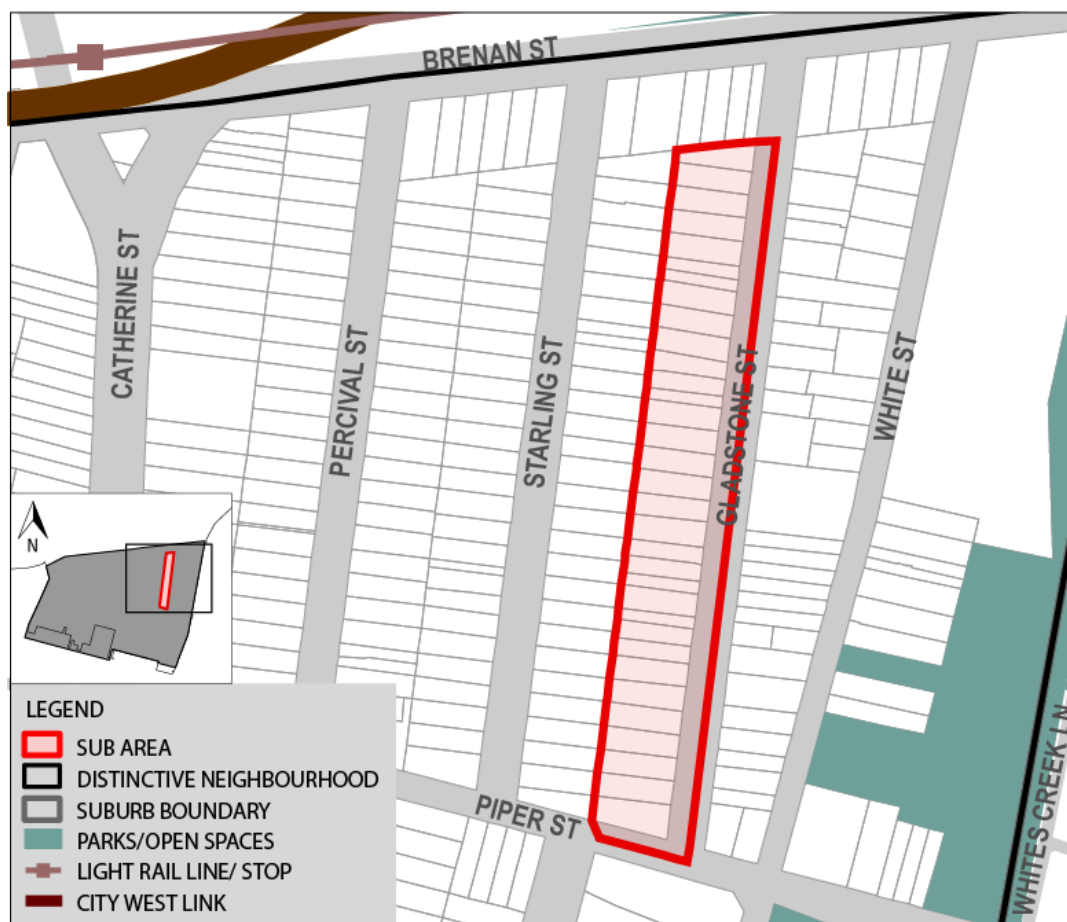 BRENAN ST
CATHERINE ST
PERCIVAL ST
STARLING ST
GLADSTONE ST
WHITE ST
PIPER ST
WHITES CREEK LN
N
LEGEND
SUB AREA
DISTINCTIVE NEIGHBOURHOOD
SUBURB BOUNDARY
PARKS/OPEN SPACES
LIGHT RAIL LINE/ STOP
CITY WEST LINK